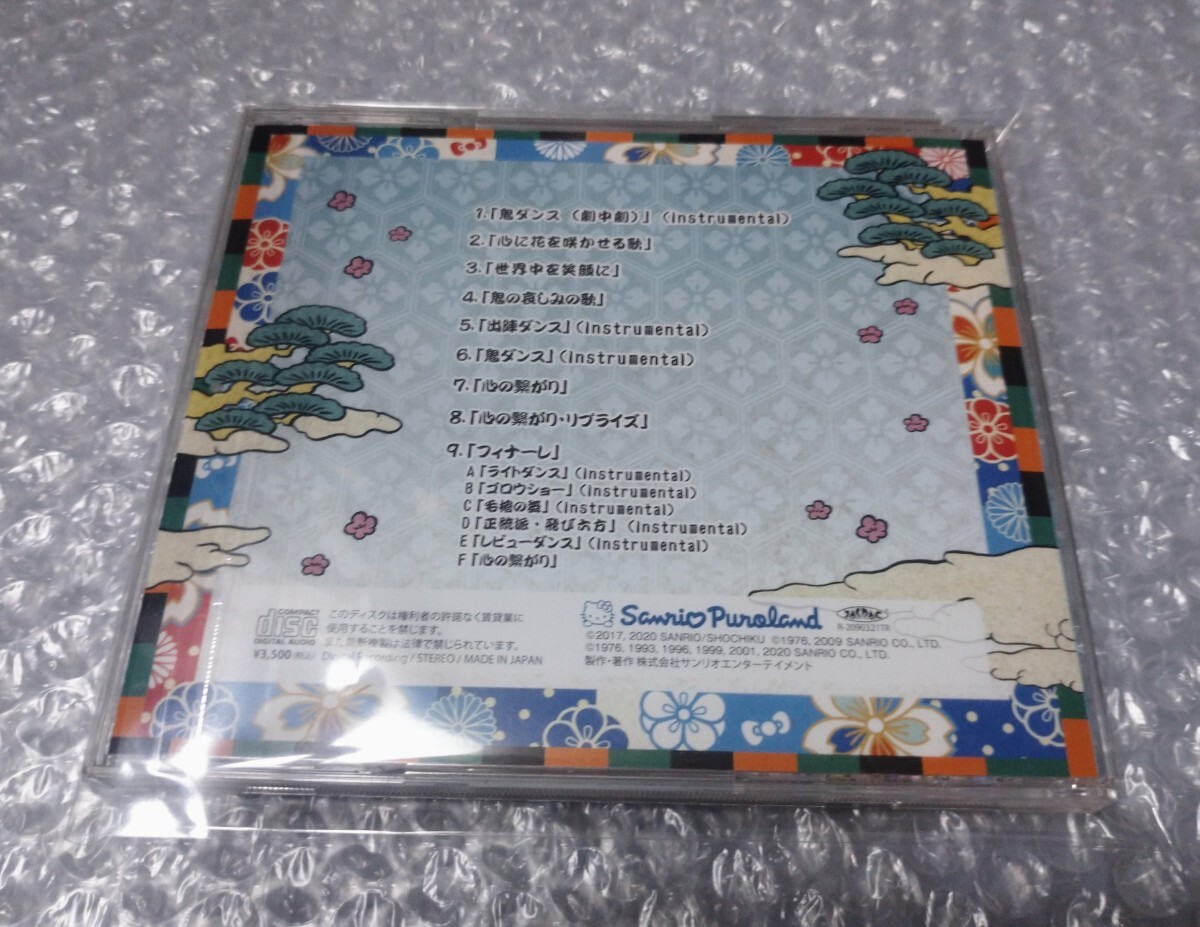 1.「鬼ダンス（劇中劇）」(Instrumental)
2.「心に花を咲かせる歌」
3.「世界中を笑顔に」
4.「鬼の哀しみの歌」
5.「出陣ダンス」(Instrumental)
6.「鬼ダンス」(Instrumental)
7.「心の繋がり」
8.「心の繋がり・リプライズ」
9.「フィナーレ」
A「ライトダンス」(Instrumental)
B「ゴロウショー」(Instrumental)
C「毛槍の舞」(Instrumental)
D「正統派・飛び六方」(Instrumental)
E「レビューダンス」(Instrumental)
F「心の繋がり」
COMPACT
disc
DIGITAL AUDIO
¥3,500(税込)
このディスクは権利者の許諾なく賃貸業に
使用することを禁じます。
また無断複製は法律で禁じられています。
Digital Recording / STEREO / MADE IN JAPAN
Sanrio Puroland
R-2090321TR
©2017, 2020 SANRIO/SHOCHIKU ©1976, 2009 SANRIO CO., LTD.
©1976, 1993, 1996, 1999, 2001, 2020 SANRIO CO., LTD.
製作・著作 株式会社サンリオエンターテイメント